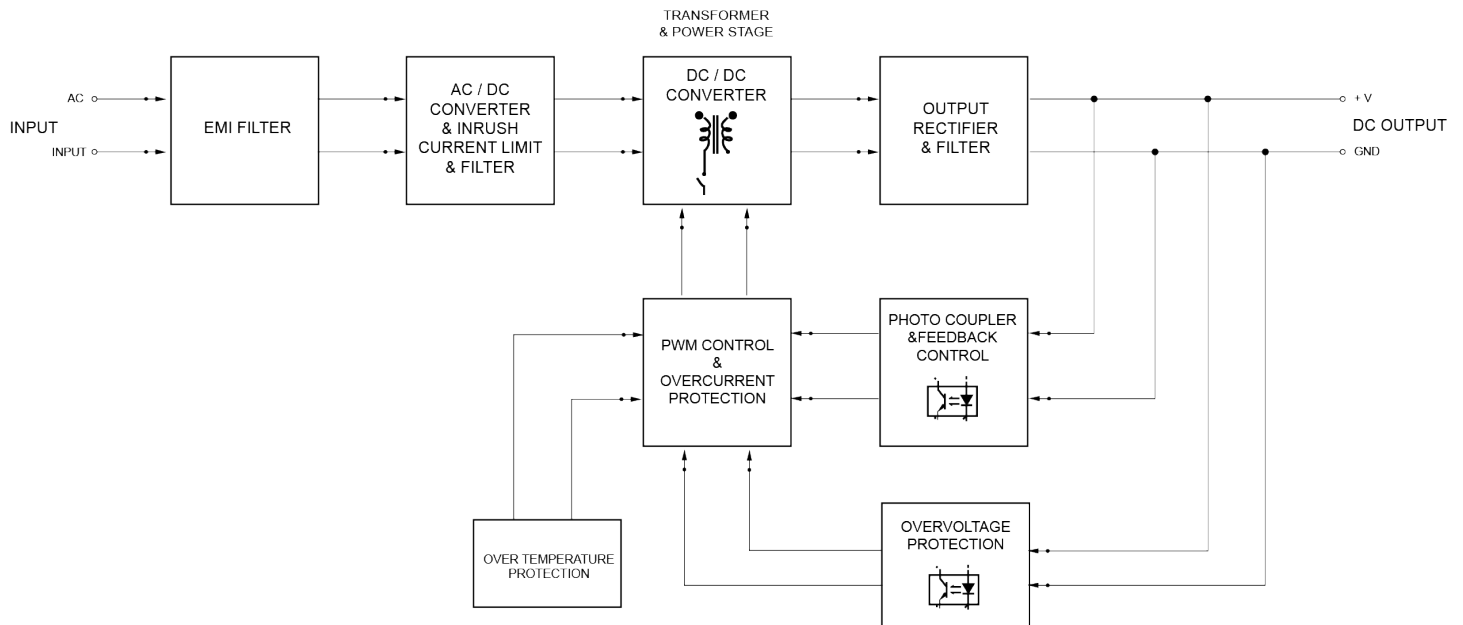 TRANSFORMER
& POWER STAGE
AC
INPUT
INPUT
EMI FILTER
AC / DC
CONVERTER
& INRUSH
CURRENT LIMIT
& FILTER
DC / DC
CONVERTER
OUTPUT
RECTIFIER
& FILTER
+ V
DC OUTPUT
GND
PWM CONTROL
&
OVERCURRENT
PROTECTION
PHOTO COUPLER
&FEEDBACK
CONTROL
OVER TEMPERATURE
PROTECTION
OVERVOLTAGE
PROTECTION